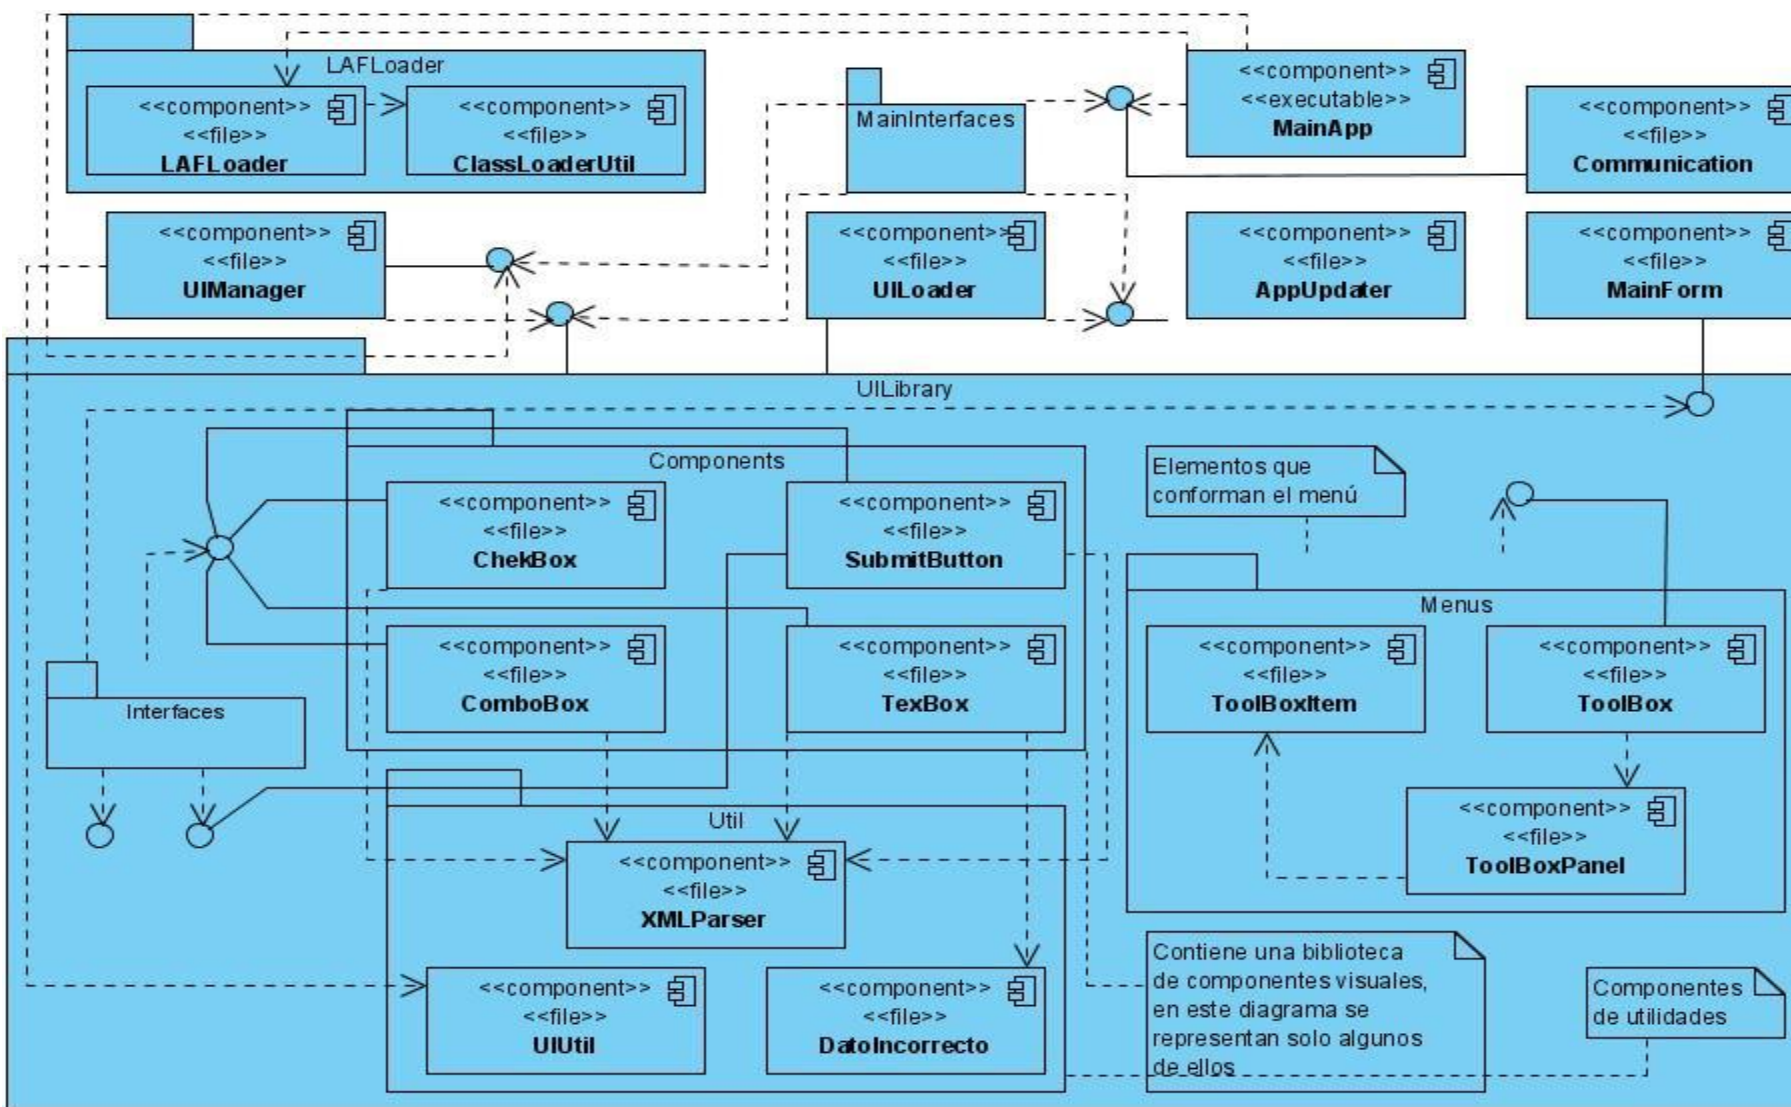 LAFLoader
<<component>>
<<file>>
LAFLoader
<<component>>
<<file>>
ClassLoaderUtil
MainInterfaces
<<component>>
<<executable>>
MainApp
<<component>>
<<file>>
Communication
<<component>>
<<file>>
UIManager
<<component>>
<<file>>
UILoader
<<component>>
<<file>>
AppUpdater
<<component>>
<<file>>
MainForm
UILibrary
Components
<<component>>
<<file>>
ChekBox
<<component>>
<<file>>
SubmitButton
Elementos que
conforman el menú
<<component>>
<<file>>
ComboBox
<<component>>
<<file>>
TexBox
Menus
<<component>>
<<file>>
ToolBoxItem
<<component>>
<<file>>
ToolBox
Interfaces
<<component>>
<<file>>
ToolBoxPanel
Util
<<component>>
<<file>>
XMLParser
<<component>>
<<file>>
UIUtil
<<component>>
<<file>>
DatoIncorrecto
Contiene una biblioteca
de componentes visuales,
en este diagrama se
representan solo algunos
de ellos
Componentes
de utilidades